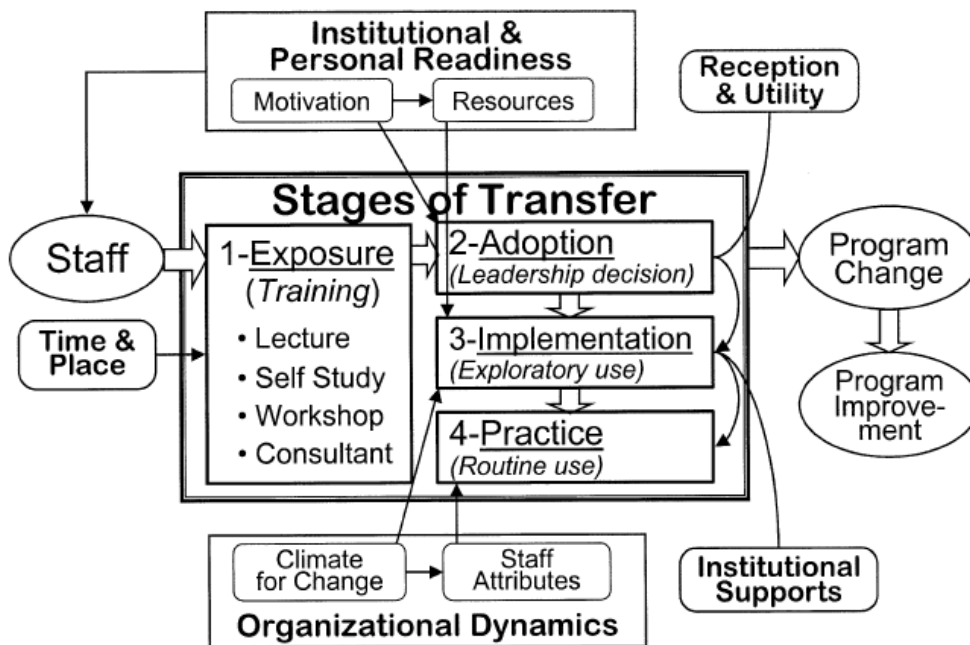 Institutional &
Personal Readiness
Motivation
Resources
Reception
& Utility
Stages of Transfer
Staff
1-Exposure
(Training)
• Lecture
• Self Study
• Workshop
• Consultant
Time &
Place
2-Adoption
(Leadership decision)
3-Implementation
(Exploratory use)
4-Practice
(Routine use)
Program
Change
Program
Improve-
ment
Climate
for Change
Staff
Attributes
Organizational Dynamics
Institutional
Supports